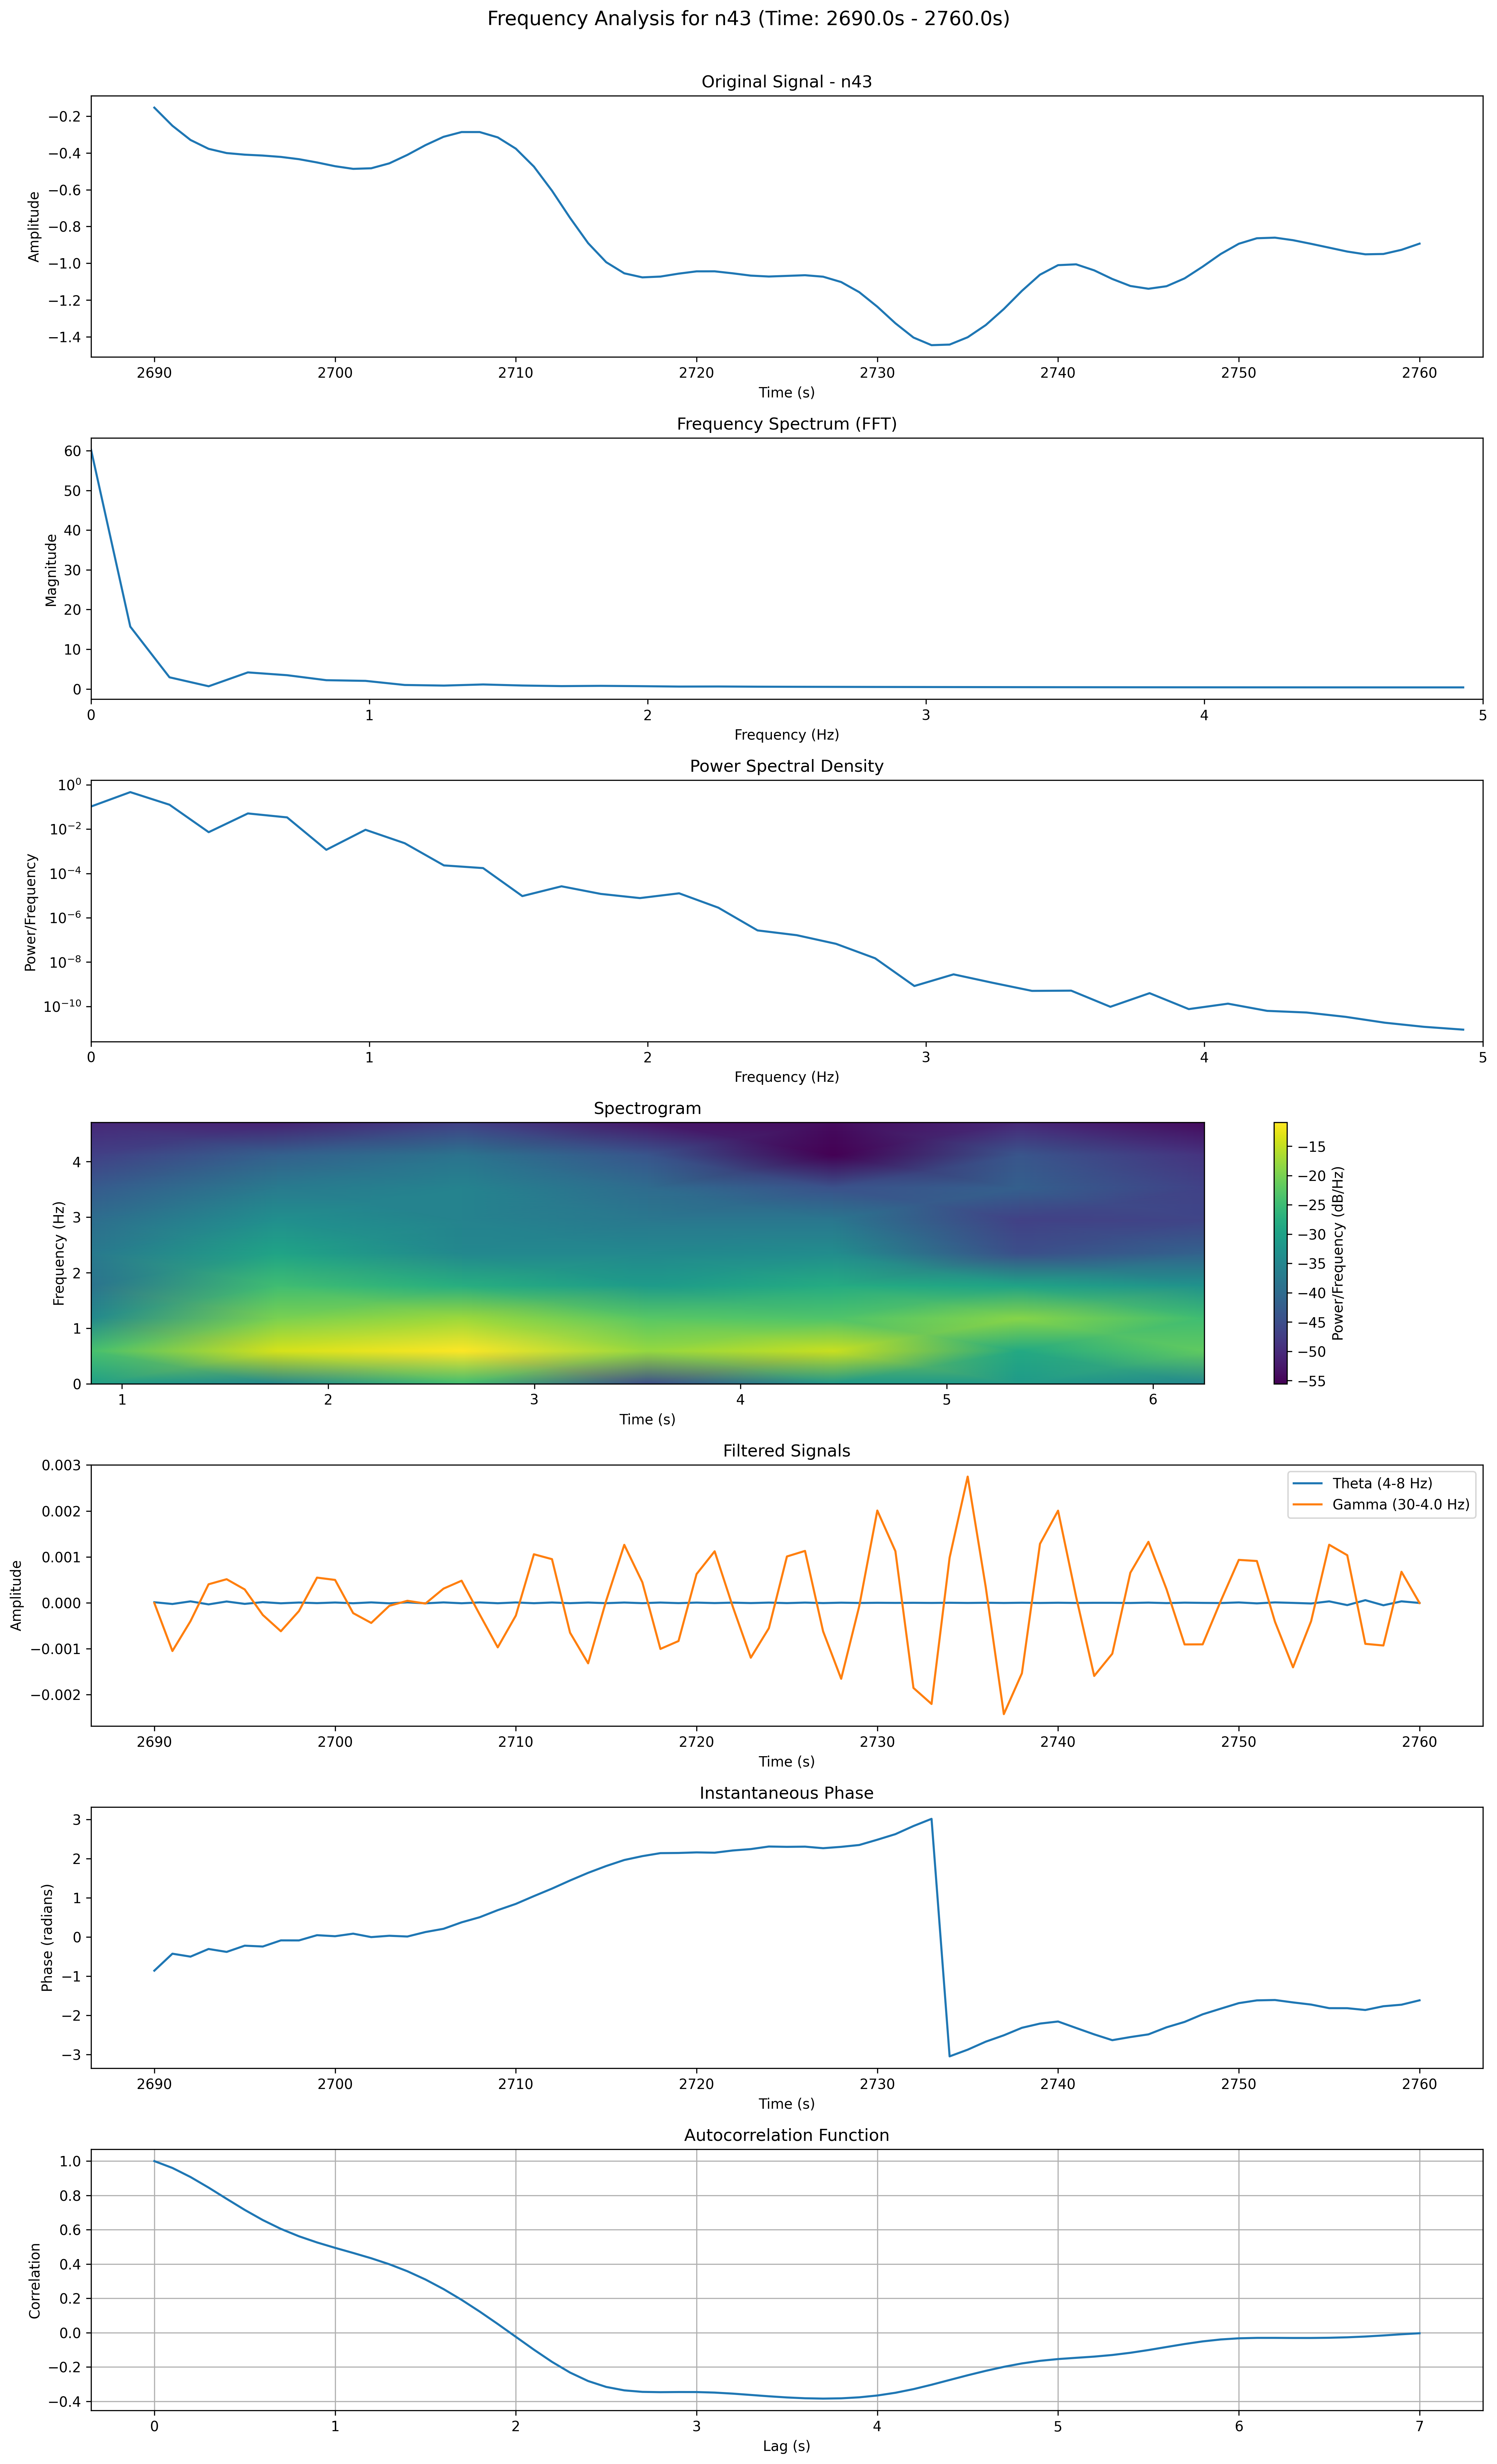 Frequency Analysis for n43 (Time: 2690.0s - 2760.0s)
Original Signal - n43
Amplitude
−0.2
−0.4
−0.6
−0.8
−1.0
−1.2
−1.4
2690 2700 2710 2720 2730 2740 2750 2760
Time (s)
Frequency Spectrum (FFT)
Magnitude
60
50
40
30
20
10
0
0 1 2 3 4 5
Frequency (Hz)
Power Spectral Density
Power/Frequency
10⁰
10⁻²
10⁻⁴
10⁻⁶
10⁻⁸
10⁻¹⁰
0 1 2 3 4 5
Frequency (Hz)
Spectrogram
Frequency (Hz)
4
3
2
1
0
1 2 3 4 5 6
Time (s)
−15
−20
−25
−30
−35
−40
−45
−50
−55
Power/Frequency (dB/Hz)
Filtered Signals
Amplitude
0.003
0.002
0.001
0.000
−0.001
−0.002
Theta (4-8 Hz)
Gamma (30-4.0 Hz)
2690 2700 2710 2720 2730 2740 2750 2760
Time (s)
Instantaneous Phase
Phase (radians)
3
2
1
0
−1
−2
−3
2690 2700 2710 2720 2730 2740 2750 2760
Time (s)
Autocorrelation Function
Correlation
1.0
0.8
0.6
0.4
0.2
0.0
−0.2
−0.4
0 1 2 3 4 5 6 7
Lag (s)